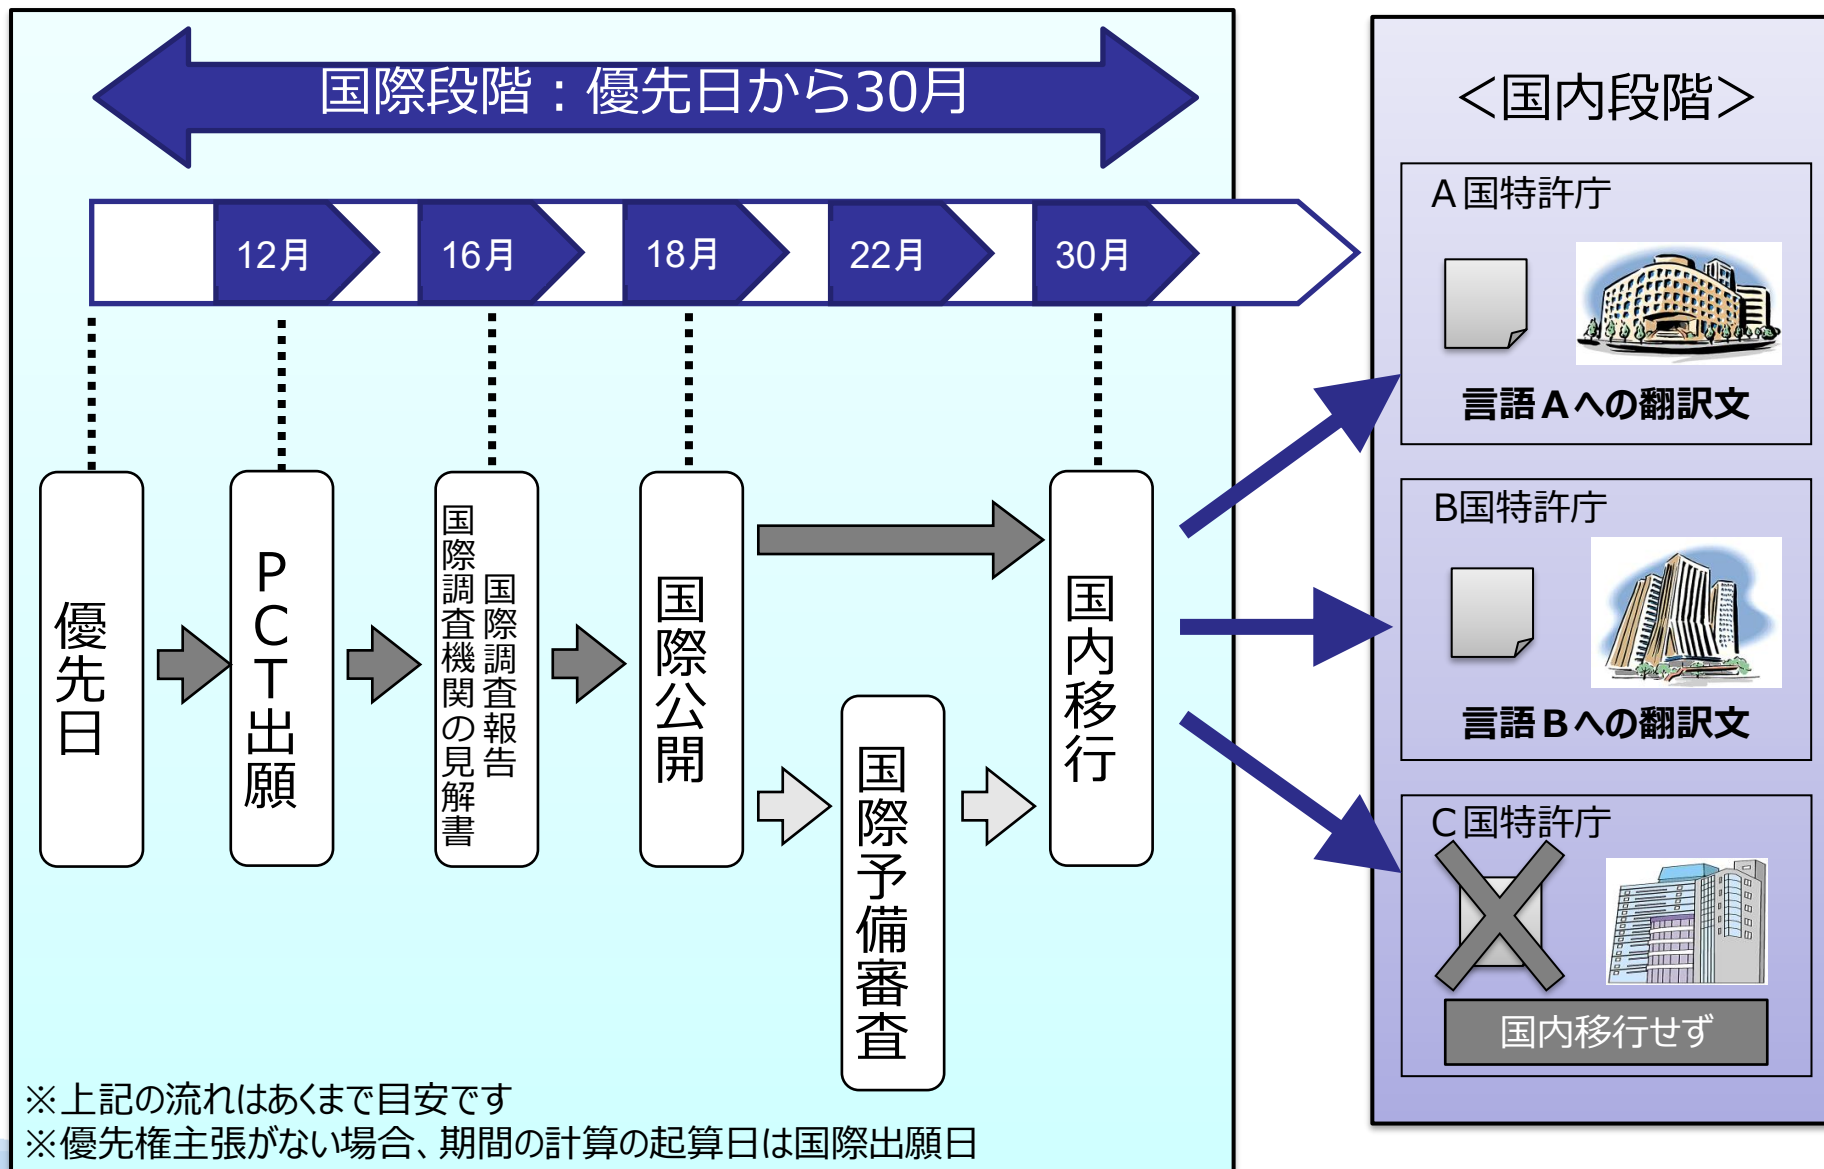 国際段階：優先日から30月
12月
16月
18月
22月
30月
優先日
PCT出願
国際調査報告
国際調査機関の見解書
国際公開
国際予備審査
国内移行
※上記の流れはあくまで目安です
※優先権主張がない場合、期間の計算の起算日は国際出願日
＜国内段階＞
A国特許庁
言語Aへの翻訳文
B国特許庁
言語Bへの翻訳文
C国特許庁
国内移行せず